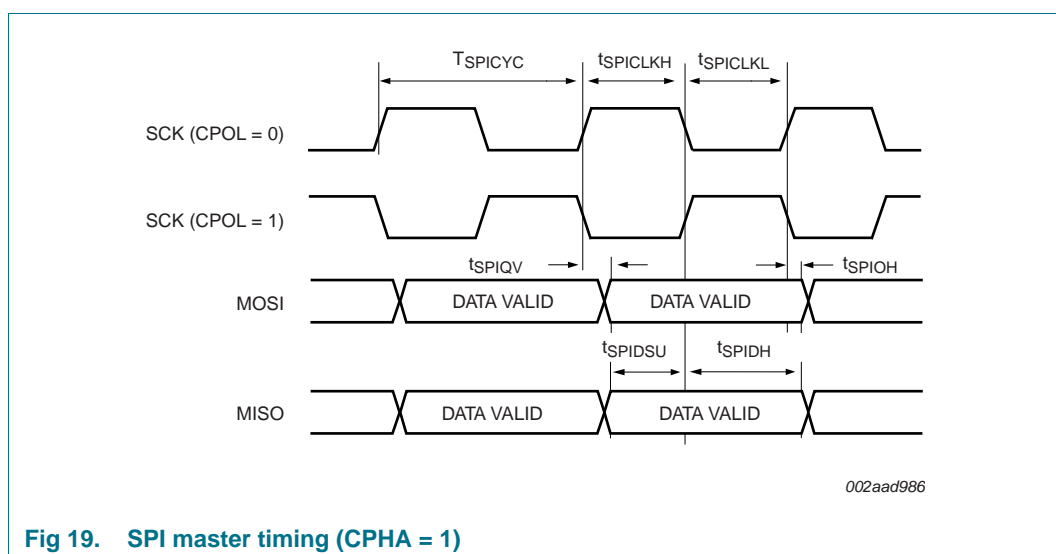 TSPICYC tSPICLKH tSPICLKL
SCK (CPOL = 0)
SCK (CPOL = 1)
tSPIQV tSPIOH
MOSI DATA VALID DATA VALID
tSPIDSU tSPIDH
MISO DATA VALID DATA VALID
002aad986
Fig 19. SPI master timing (CPHA = 1)